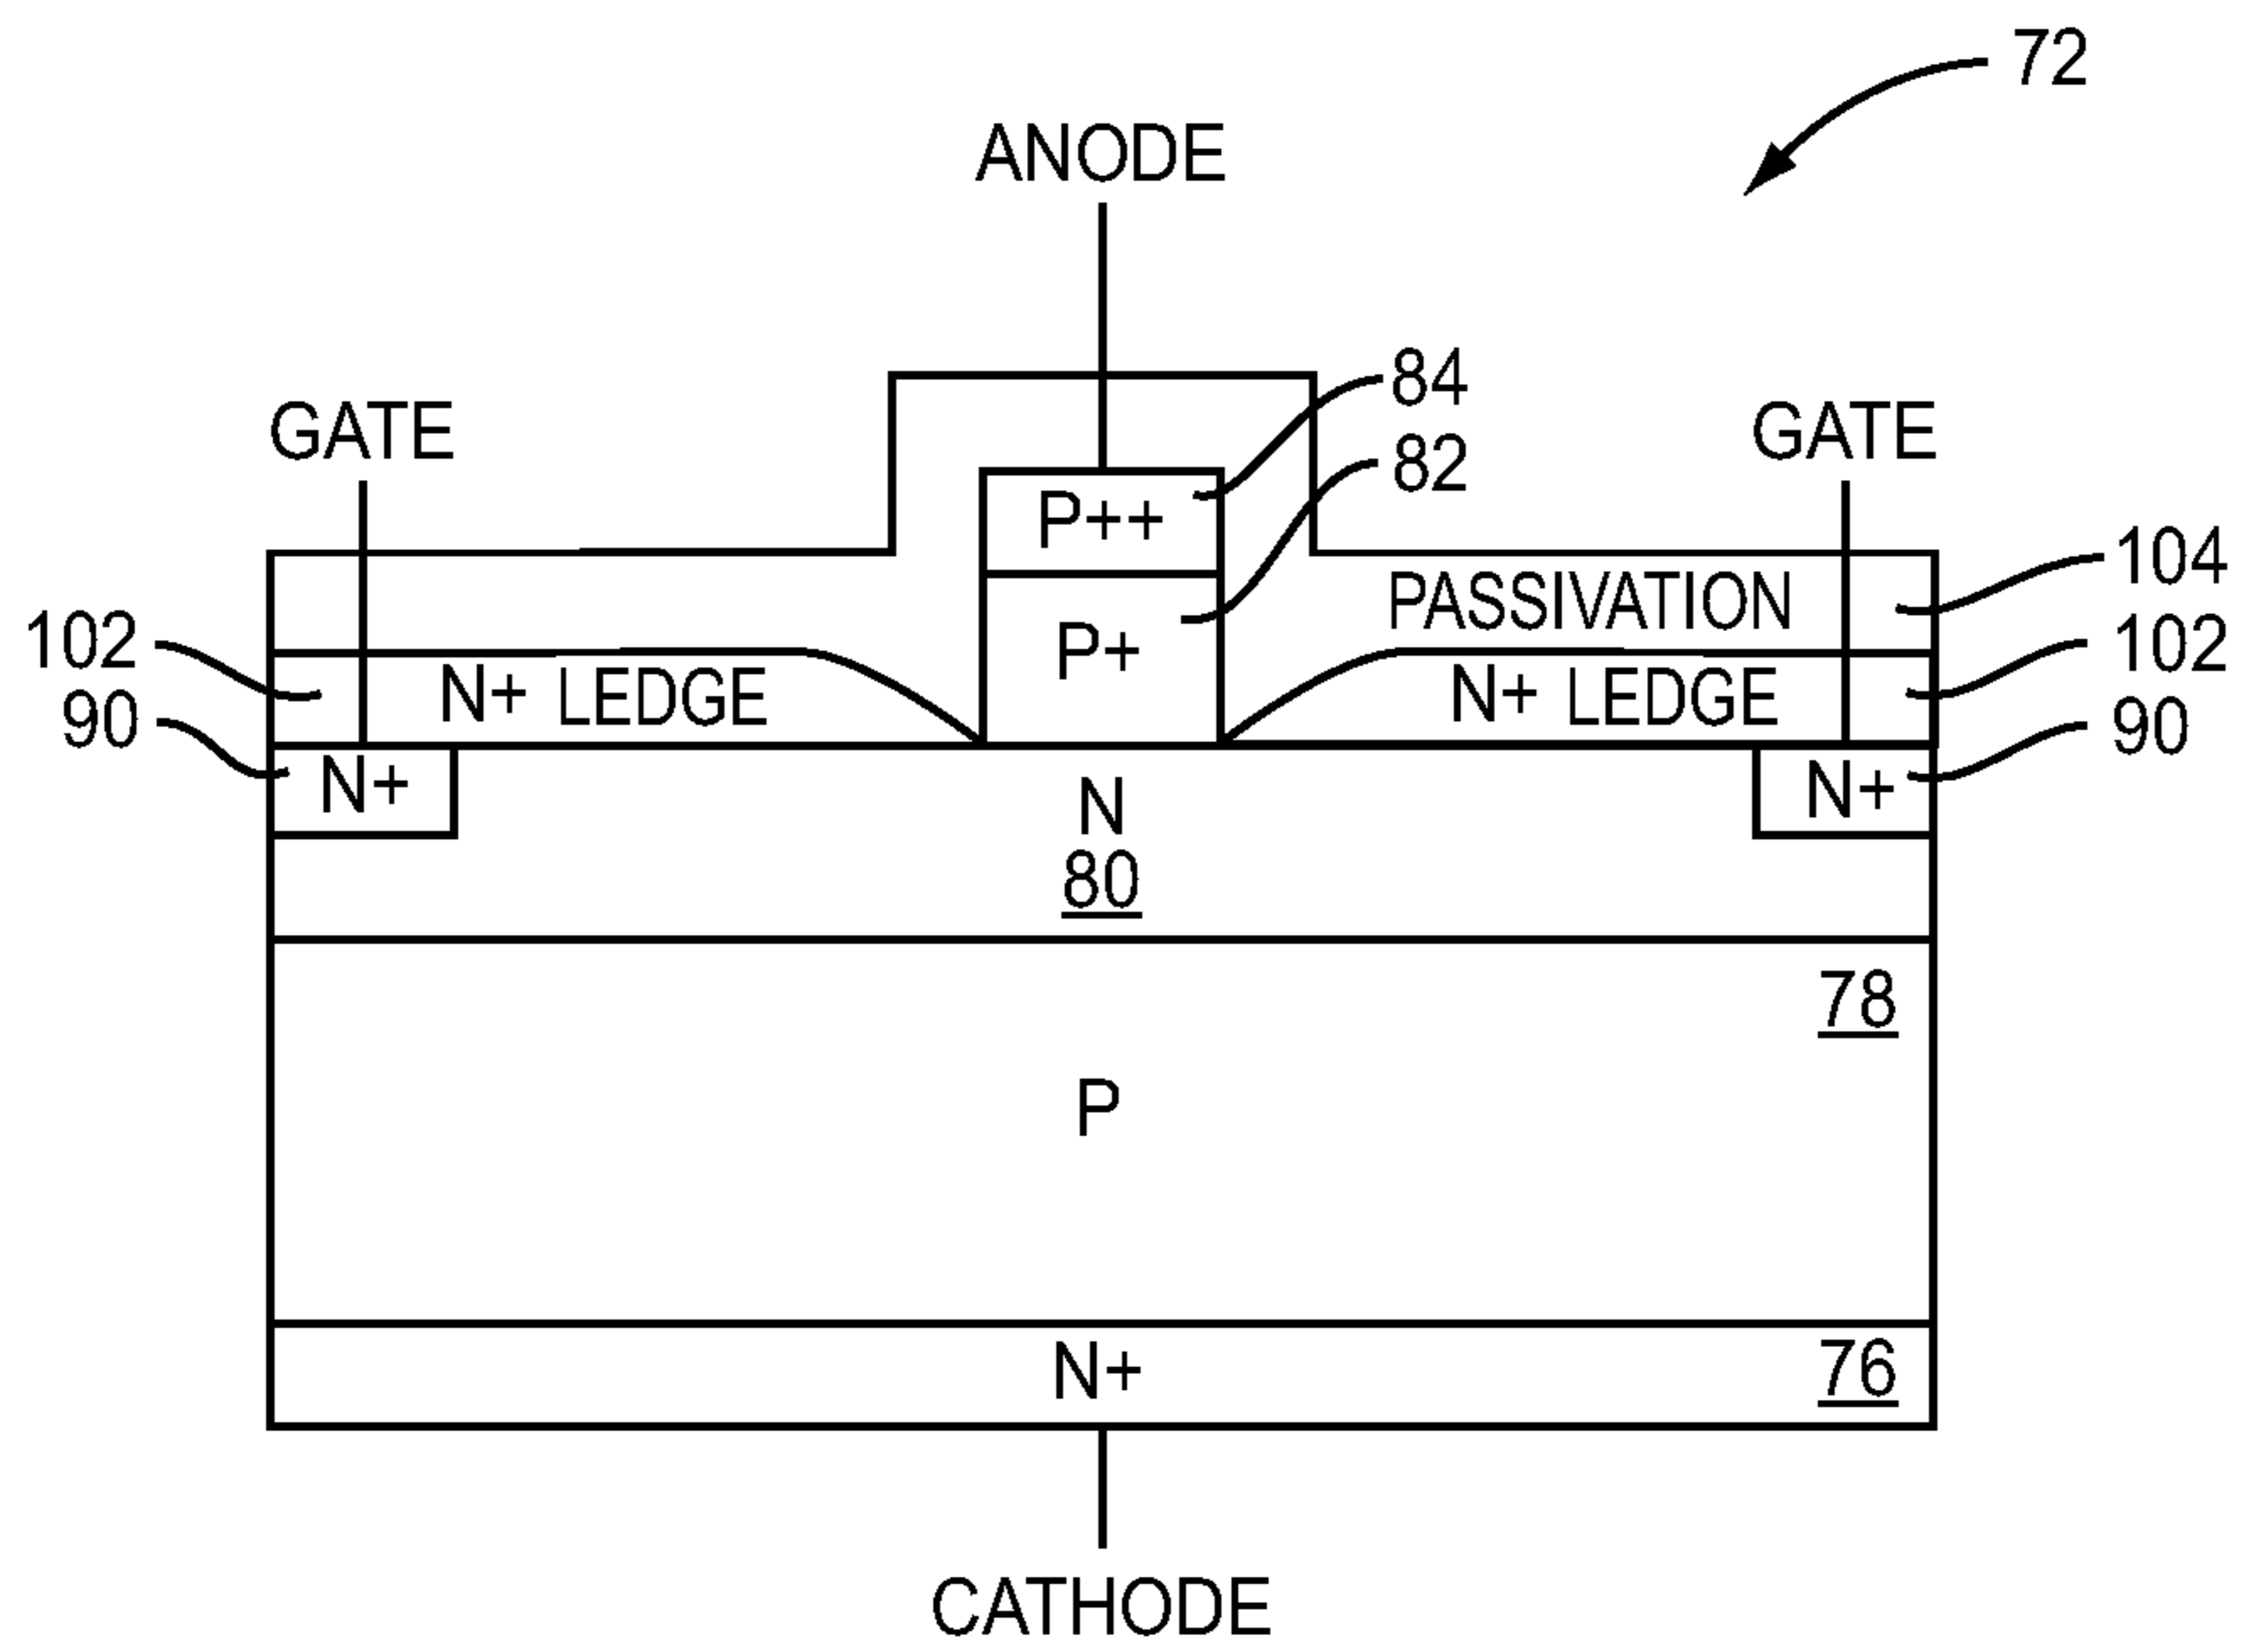 72
ANODE
84
GATE
GATE
82
P++
104
PASSIVATION
102
P+
102
N+ LEDGE
N+ LEDGE
90
90
N+
N
N+
80
78
P
N+
76
CATHODE